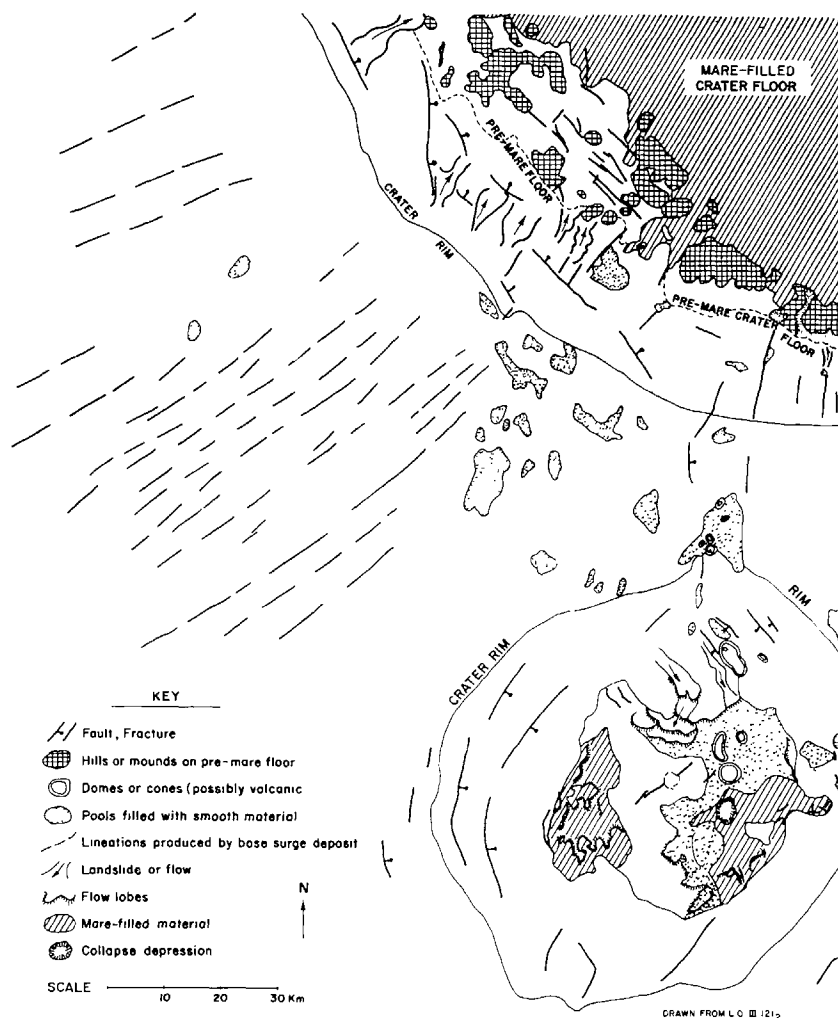 MARE-FILLED
CRATER FLOOR
PRE-MARE FLOOR
CRATER RIM
PRE-MARE CRATER FLOOR
RIM
CRATER RIM
KEY
Fault, Fracture
Hills or mounds on pre-mare floor
Domes or cones (possibly volcanic
Pools filled with smooth material
Lineations produced by base surge deposit
Landslide or flow
Flow lobes
Mare-filled material
Collapse depression
N
SCALE
10 20 30 Km
DRAWN FROM L O III 121₂